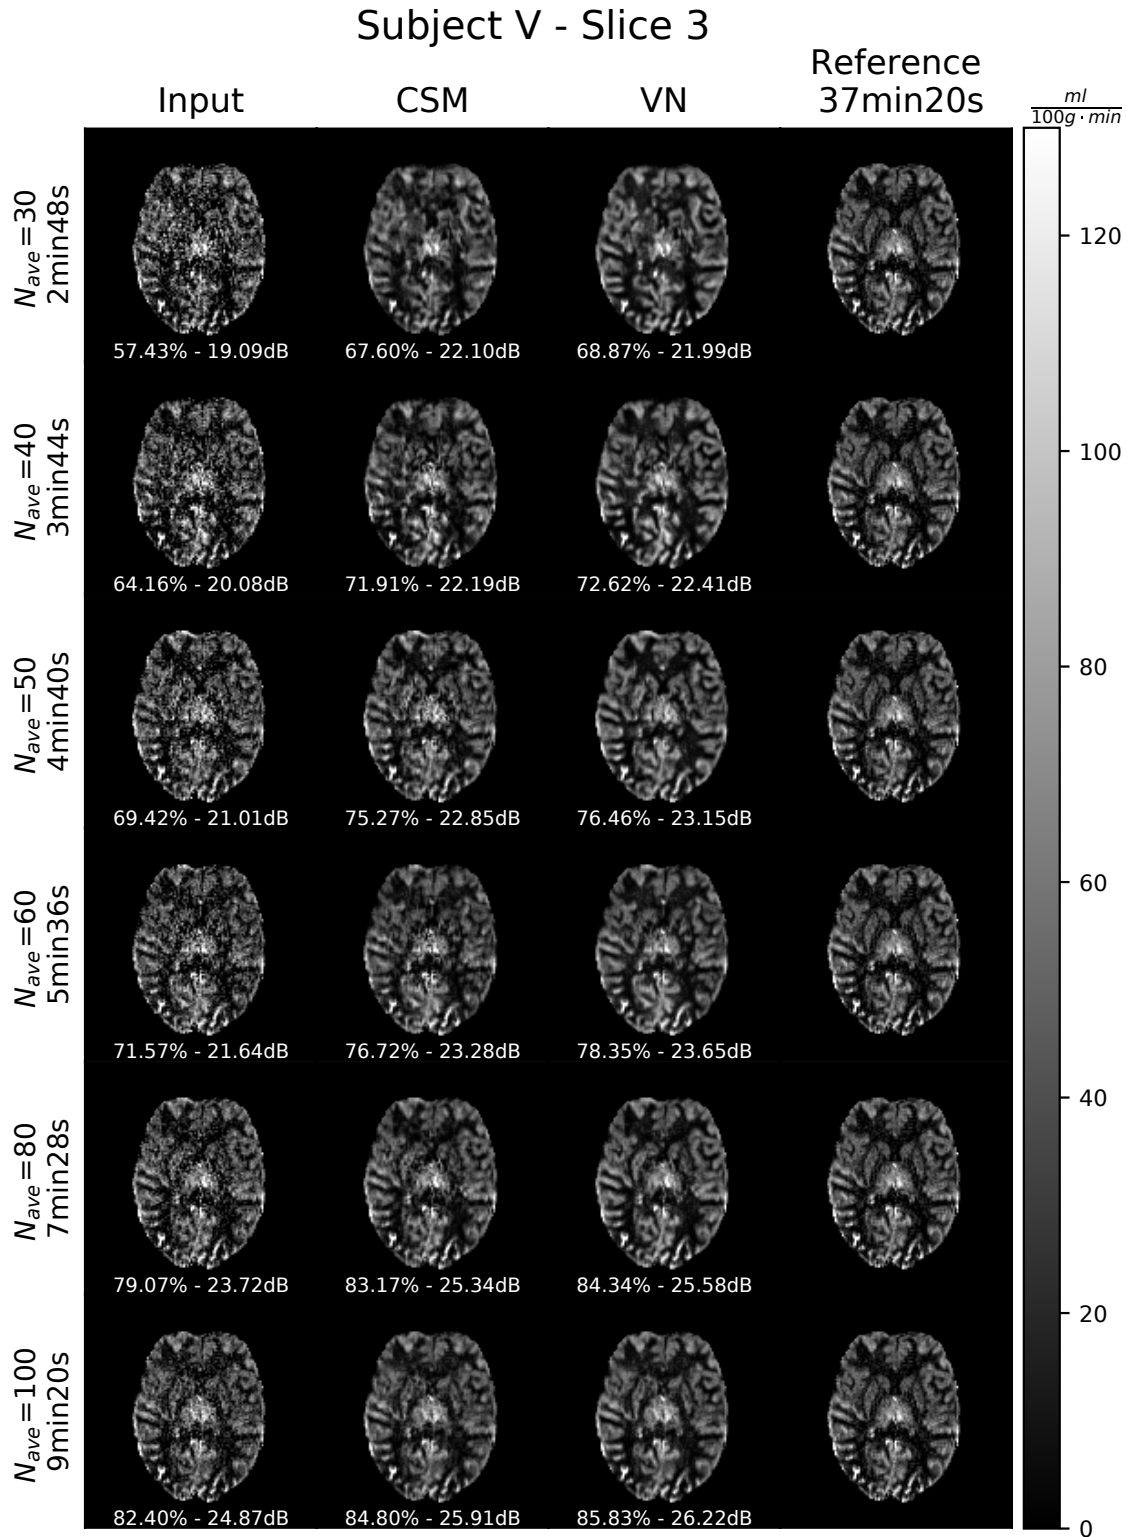 Subject V - Slice 3
Input
CSM
VN
Reference
37min20s
ml
100g · min
N_ave=30
2min48s
57.43% - 19.09dB
67.60% - 22.10dB
68.87% - 21.99dB
N_ave=40
3min44s
64.16% - 20.08dB
71.91% - 22.19dB
72.62% - 22.41dB
N_ave=50
4min40s
69.42% - 21.01dB
75.27% - 22.85dB
76.46% - 23.15dB
N_ave=60
5min36s
71.57% - 21.64dB
76.72% - 23.28dB
78.35% - 23.65dB
N_ave=80
7min28s
79.07% - 23.72dB
83.17% - 25.34dB
84.34% - 25.58dB
N_ave=100
9min20s
82.40% - 24.87dB
84.80% - 25.91dB
85.83% - 26.22dB
120
100
80
60
40
20
0